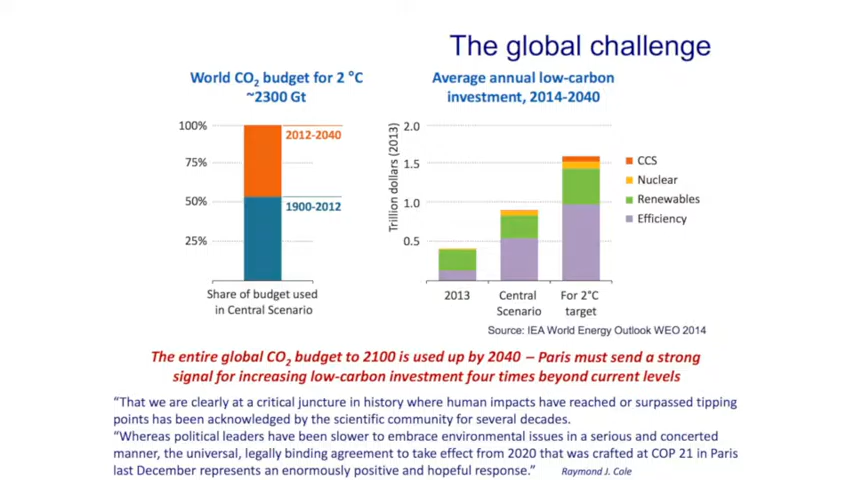 The global challenge
World CO₂ budget for 2 °C
~2300 Gt
100%
75%
50%
25%
2012-2040
1900-2012
Share of budget used
in Central Scenario
Average annual low-carbon
investment, 2014-2040
Trillion dollars (2013)
2.0
1.5
1.0
0.5
2013
Central
Scenario
For 2°C
target
CCS
Nuclear
Renewables
Efficiency
Source: IEA World Energy Outlook WEO 2014
The entire global CO₂ budget to 2100 is used up by 2040 – Paris must send a strong
signal for increasing low-carbon investment four times beyond current levels
“That we are clearly at a critical juncture in history where human impacts have reached or surpassed tipping
points has been acknowledged by the scientific community for several decades.
“Whereas political leaders have been slower to embrace environmental issues in a serious and concerted
manner, the universal, legally binding agreement to take effect from 2020 that was crafted at COP 21 in Paris
last December represents an enormously positive and hopeful response.” Raymond J. Cole